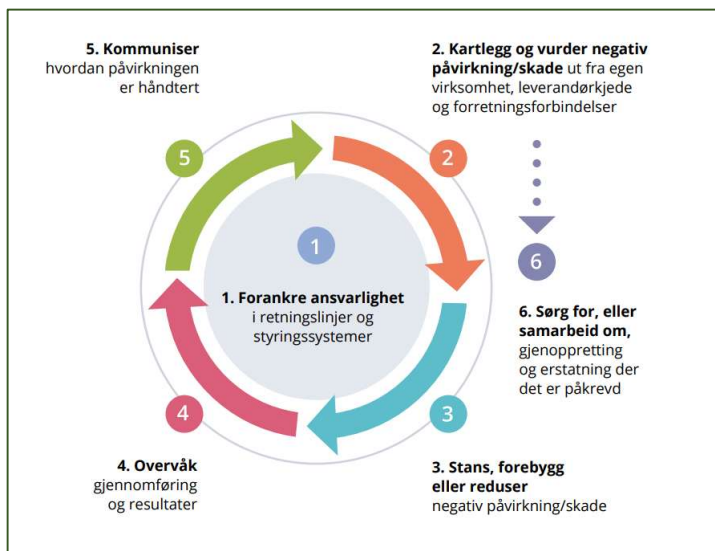 5. Kommuniser
hvordan påvirkningen
er håndtert
2. Kartlegg og vurder negativ
påvirkning/skade ut fra egen
virksomhet, leverandørkjede
og forretningsforbindelser
5
2
1
6
1. Forankre ansvarlighet
i retningslinjer og
styringssystemer
6. Sørg for, eller
samarbeid om,
gjenoppretting
og erstatning der
det er påkrevd
4
3
4. Overvåk
gjennomføring
og resultater
3. Stans, forebygg
eller reduser
negativ påvirkning/skade